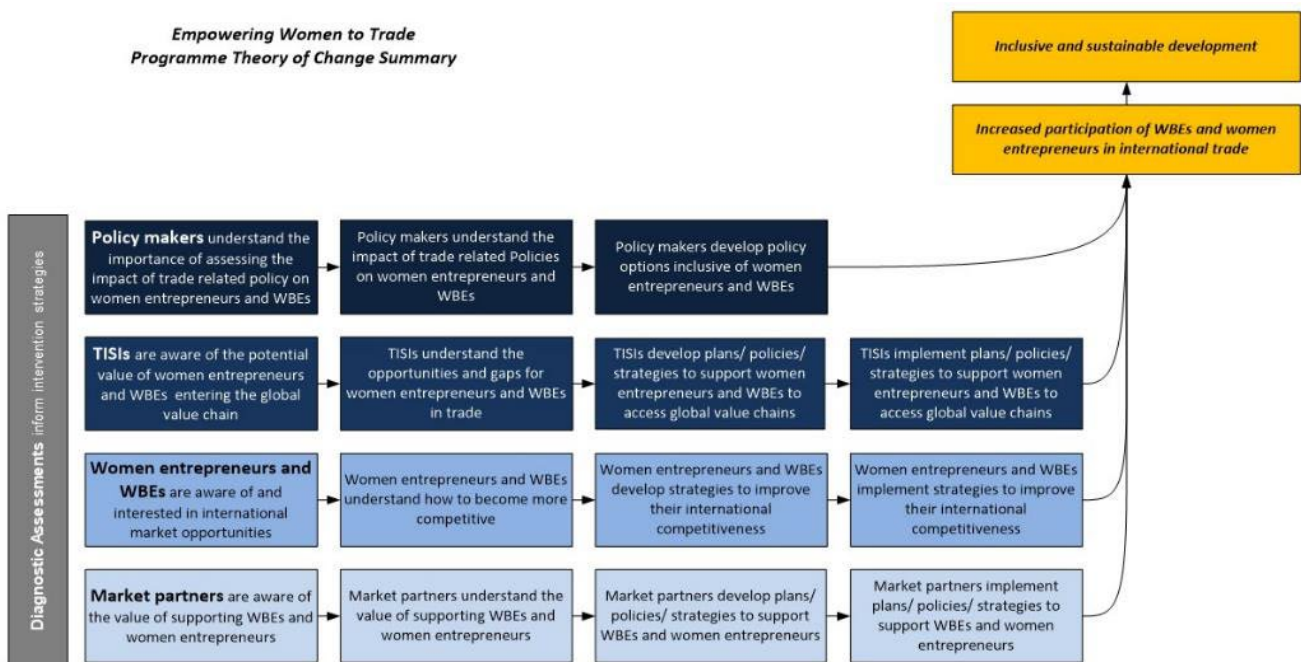 Empowering Women to Trade
Programme Theory of Change Summary
Inclusive and sustainable development
Increased participation of WBEs and women
entrepreneurs in international trade
Diagnostic Assessments inform intervention strategies
Policy makers understand the
importance of assessing the
impact of trade related policy on
women entrepreneurs and WBEs
Policy makers understand the
impact of trade related Policies
on women entrepreneurs and
WBEs
Policy makers develop policy
options inclusive of women
entrepreneurs and WBEs
TISIs are aware of the potential
value of women entrepreneurs
and WBEs entering the global
value chain
TISIs understand the
opportunities and gaps for
women entrepreneurs and WBEs
in trade
TISIs develop plans/ policies/
strategies to support women
entrepreneurs and WBEs to
access global value chains
TISIs implement plans/ policies/
strategies to support women
entrepreneurs and WBEs to
access global value chains
Women entrepreneurs and
WBEs are aware of and
interested in international
market opportunities
Women entrepreneurs and WBEs
understand how to become more
competitive
Women entrepreneurs and WBEs
develop strategies to improve
their international
competitiveness
Women entrepreneurs and WBEs
implement strategies to improve
their international
competitiveness
Market partners are aware of
the value of supporting WBEs and
women entrepreneurs
Market partners understand the
value of supporting WBEs and
women entrepreneurs
Market partners develop plans/
policies/ strategies to support
WBEs and women entrepreneurs
Market partners implement
plans/ policies/ strategies to
support WBEs and women
entrepreneurs